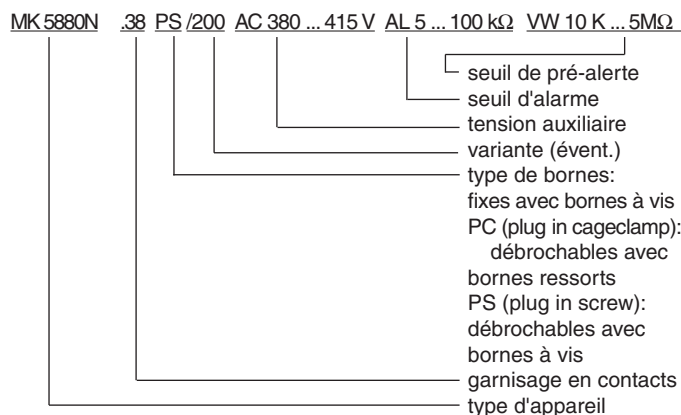 MK 5880N .38 PS /200 AC 380 ... 415 V AL 5 ... 100 kΩ VW 10 K ... 5MΩ
seuil de pré-alerte
seuil d'alarme
tension auxiliaire
variante (évent.)
type de bornes:
fixes avec bornes à vis
PC (plug in cageclamp):
débrochables avec
bornes ressorts
PS (plug in screw):
débrochables avec
bornes à vis
garnisage en contacts
type d'appareil